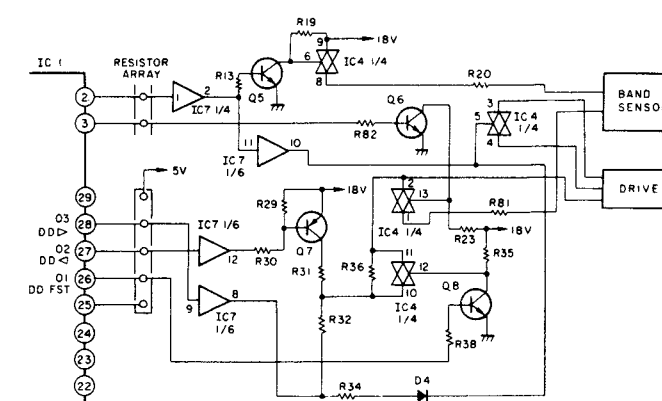 R19
9
18V
IC 1
RESISTOR
ARRAY
6
IC4 1/4
R13
8
2
1
2
IC7 1/4
Q5
R20
BAND
SENSO
Q6
3
3
5
IC4
1/4
4
R82
11
10
IC7
1/6
5V
DRIVE
2
29
R29
18V
13
03
28
DD▷
IC7 1/6
1
IC4 1/4
R81
02
27
DD◁
12
R30
Q7
R23
18V
11
R35
01
26
DD FST
R31
R36
12
8
10
Q8
25
9
IC7
1/6
R32
IC4
1/4
24
R38
23
22
R34
D4